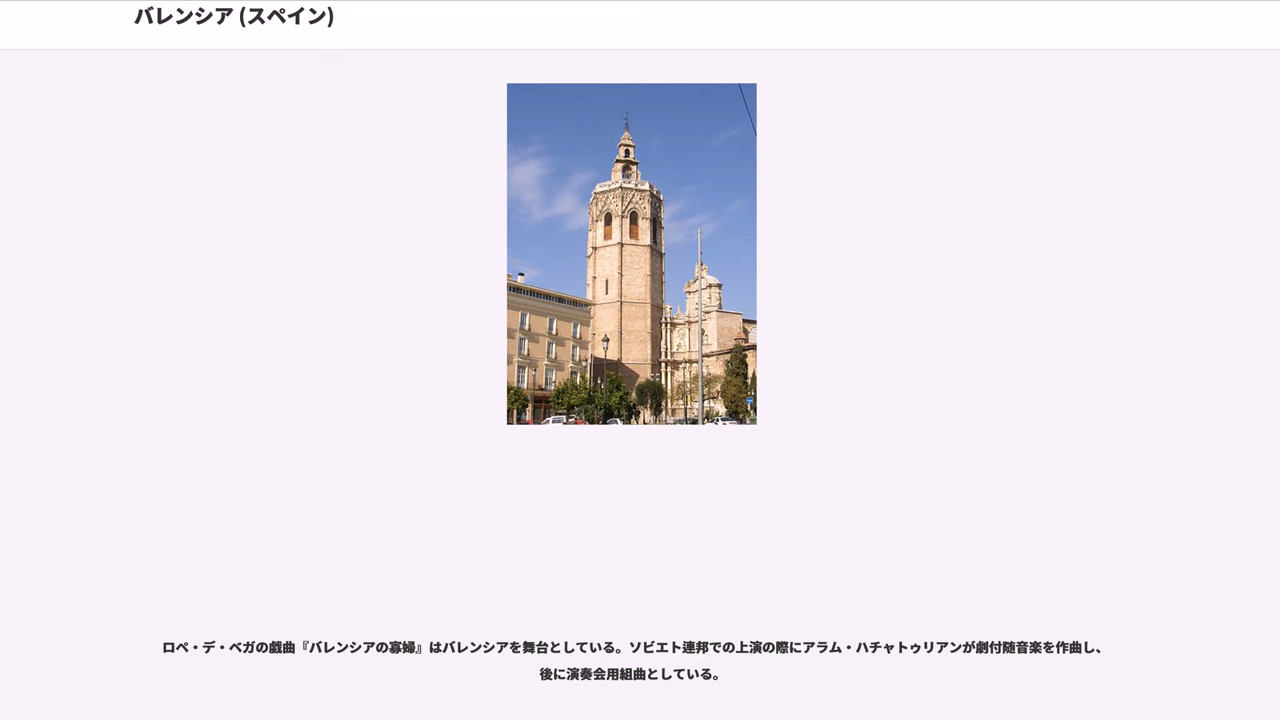 バレンシア (スペイン)
ロペ・デ・ベガの戯曲『バレンシアの寡婦』はバレンシアを舞台としている。ソビエト連邦での上演の際にアラム・ハチャトゥリアンが劇付随音楽を作曲し、
後に演奏会用組曲としている。